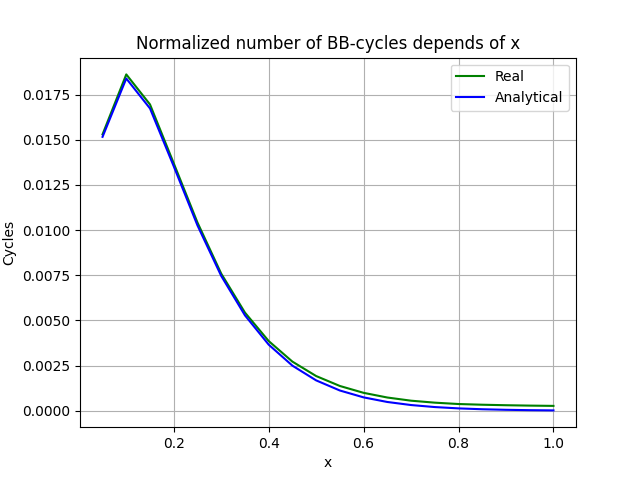 Normalized number of BB-cycles depends of x
Real
Analytical
0.0175
0.0150
0.0125
0.0100
0.0075
0.0050
0.0025
0.0000
Cycles
0.2 0.4 0.6 0.8 1.0
x